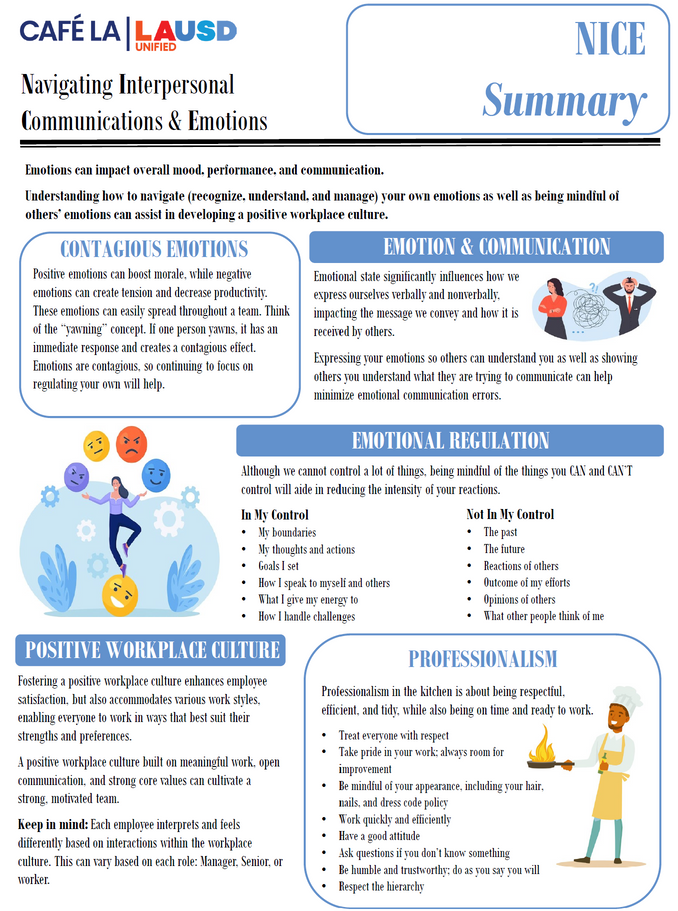 CAFÉ LA | LAUSD
UNIFIED
Navigating Interpersonal
Communications & Emotions
NICE
Summary
Emotions can impact overall mood, performance, and communication.
Understanding how to navigate (recognize, understand, and manage) your own emotions as well as being mindful of
others’ emotions can assist in developing a positive workplace culture.
CONTAGIOUS EMOTIONS
Positive emotions can boost morale, while negative
emotions can create tension and decrease productivity.
These emotions can easily spread throughout a team. Think
of the “yawning” concept. If one person yawns, it has an
immediate response and creates a contagious effect.
Emotions are contagious, so continuing to focus on
regulating your own will help.
EMOTION & COMMUNICATION
Emotional state significantly influences how we
express ourselves verbally and nonverbally,
impacting the message we convey and how it is
received by others.
Expressing your emotions so others can understand you as well as showing
others you understand what they are trying to communicate can help
minimize emotional communication errors.
EMOTIONAL REGULATION
Although we cannot control a lot of things, being mindful of the things you CAN and CAN’T
control will aide in reducing the intensity of your reactions.
In My Control
• My boundaries
• My thoughts and actions
• Goals I set
• How I speak to myself and others
• What I give my energy to
• How I handle challenges
Not In My Control
• The past
• The future
• Reactions of others
• Outcome of my efforts
• Opinions of others
• What other people think of me
POSITIVE WORKPLACE CULTURE
Fostering a positive workplace culture enhances employee
satisfaction, but also accommodates various work styles,
enabling everyone to work in ways that best suit their
strengths and preferences.
A positive workplace culture built on meaningful work, open
communication, and strong core values can cultivate a
strong, motivated team.
Keep in mind: Each employee interprets and feels
differently based on interactions within the workplace
culture. This can vary based on each role: Manager, Senior, or
worker.
PROFESSIONALISM
Professionalism in the kitchen is about being respectful,
efficient, and tidy, while also being on time and ready to work.
• Treat everyone with respect
• Take pride in your work; always room for
improvement
• Be mindful of your appearance, including your hair,
nails, and dress code policy
• Work quickly and efficiently
• Have a good attitude
• Ask questions if you don’t know something
• Be humble and trustworthy; do as you say you will
• Respect the hierarchy